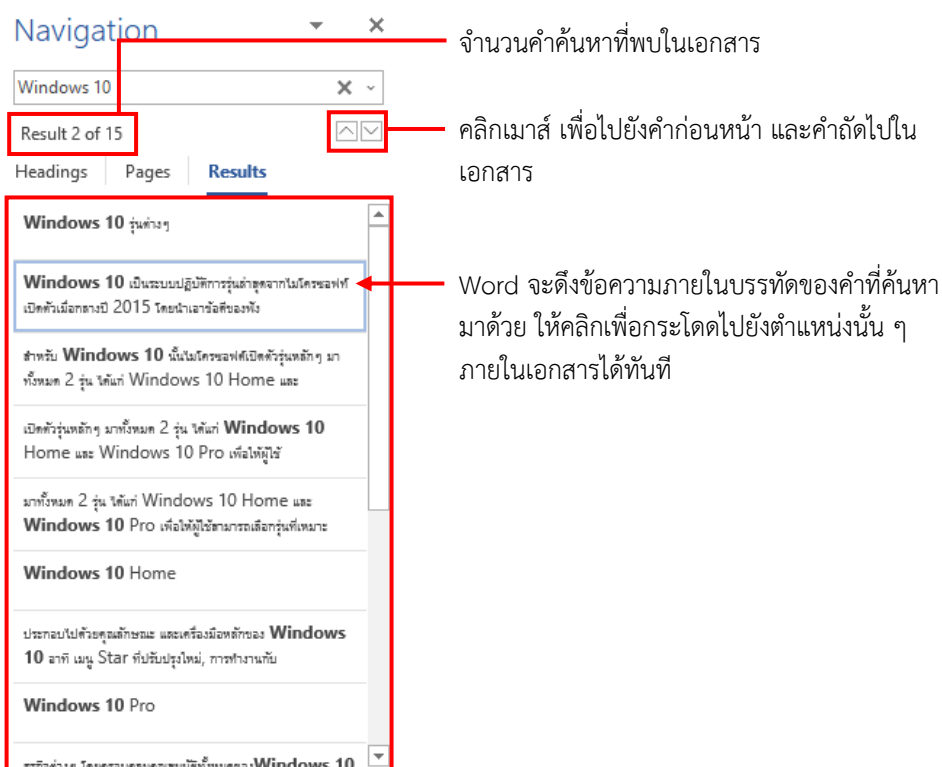 Navigation
จำนวนคำค้นหาที่พบในเอกสาร
Windows 10
Result 2 of 15
คลิกเมาส์ เพื่อไปยังคำก่อนหน้า และคำถัดไปใน
เอกสาร
Headings Pages Results
Windows 10 รุ่นต่างๆ
Windows 10 เป็นระบบปฏิบัติการรุ่นล่าสุดจากไมโครซอฟท์
เปิดตัวเมื่อกลางปี 2015 โดยนำเอาข้อดีของฟัง
Word จะดึงข้อความภายในบรรทัดของคำที่ค้นหา
มาด้วย ให้คลิกเพื่อกระโดดไปยังตำแหน่งนั้น ๆ
ภายในเอกสารได้ทันที
สำหรับ Windows 10 นั้นไมโครซอฟต์เปิดตัวรุ่นหลักๆ มา
ทั้งหมด 2 รุ่น ได้แก่ Windows 10 Home และ
เปิดตัวรุ่นหลักๆ มาทั้งหมด 2 รุ่น ได้แก่ Windows 10
Home และ Windows 10 Pro เพื่อให้ผู้ใช้
มาทั้งหมด 2 รุ่น ได้แก่ Windows 10 Home และ
Windows 10 Pro เพื่อให้ผู้ใช้สามารถเลือกรุ่นที่เหมาะ
Windows 10 Home
ประกอบไปด้วยคุณลักษณะ และเครื่องมือหลักของ Windows
10 อาทิ เมนู Star ที่ปรับปรุงใหม่, การทำงานกับ
Windows 10 Pro
Windows 10